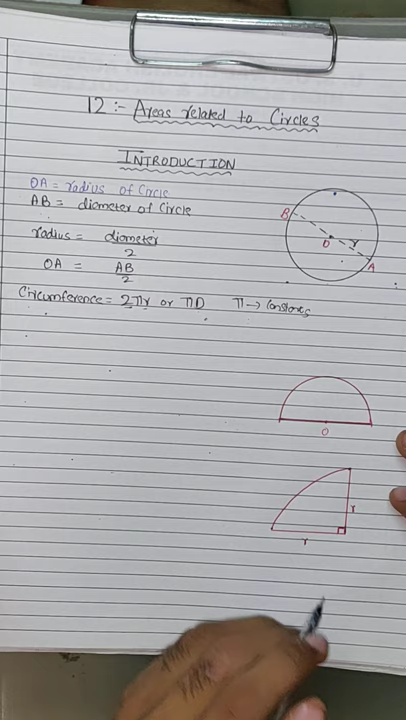 12:- Areas related to Circles
INTRODUCTION
OA = radius of Circle
AB = diameter of Circle
radius = diameter
2
OA = AB
2
Circumference = 2πr or πD π→ Constant
B
O
r
A
O
r
r